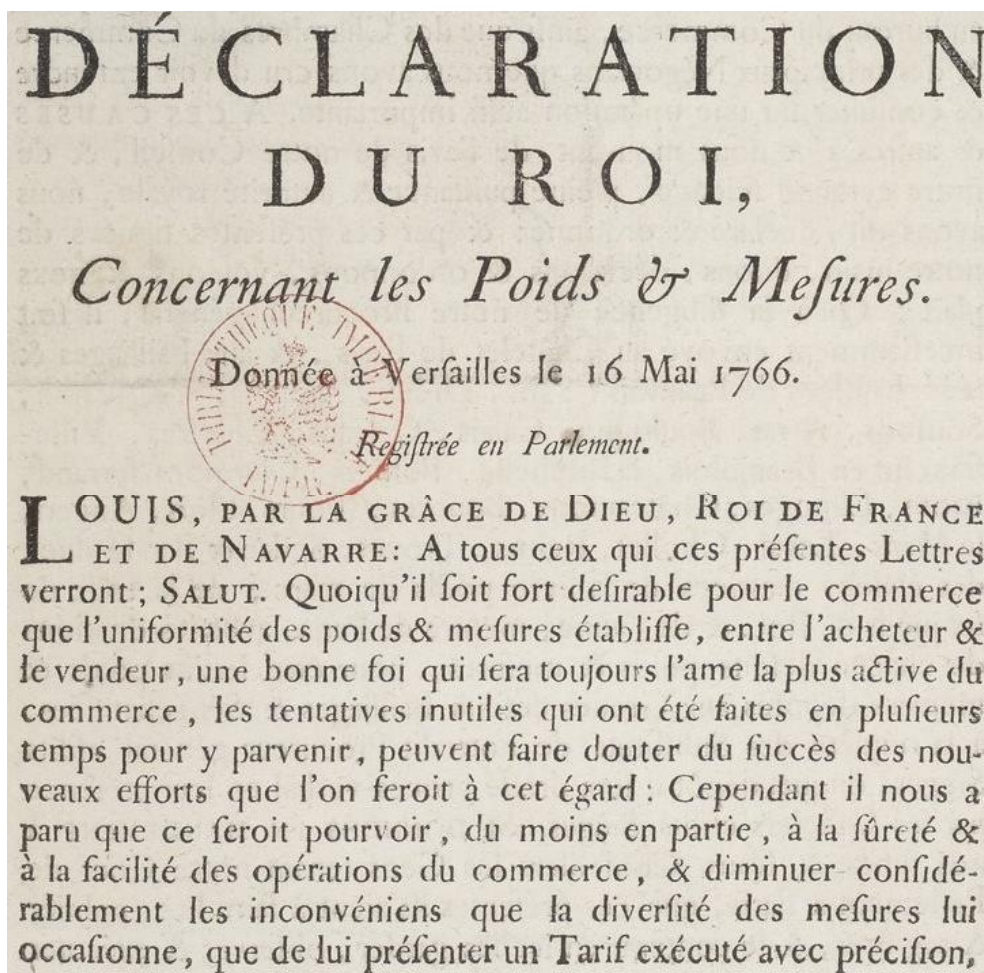 DÉCLARATION
DU ROI,
Concernant les Poids & Meſures.
Donnée à Verſailles le 16 Mai 1766.
Regiſtrée en Parlement.
BIBLIOTHÈQUE IMPÉRIALE
IMPR.
LOUIS, PAR LA GRÂCE DE DIEU, ROI DE FRANCE
ET DE NAVARRE: A tous ceux qui ces préſentes Lettres
verront; SALUT. Quoiqu'il ſoit fort deſirable pour le commerce
que l'uniformité des poids & meſures établiſſe, entre l'acheteur &
le vendeur, une bonne foi qui ſera toujours l'ame la plus active du
commerce, les tentatives inutiles qui ont été faites en pluſieurs
temps pour y parvenir, peuvent faire douter du ſuccès des nou-
veaux efforts que l'on feroit à cet égard: Cependant il nous a
paru que ce ſeroit pourvoir, du moins en partie, à la ſûreté &
à la facilité des opérations du commerce, & diminuer conſidé-
rablement les inconvéniens que la diverſité des meſures lui
occaſionne, que de lui préſenter un Tarif exécuté avec préciſion,